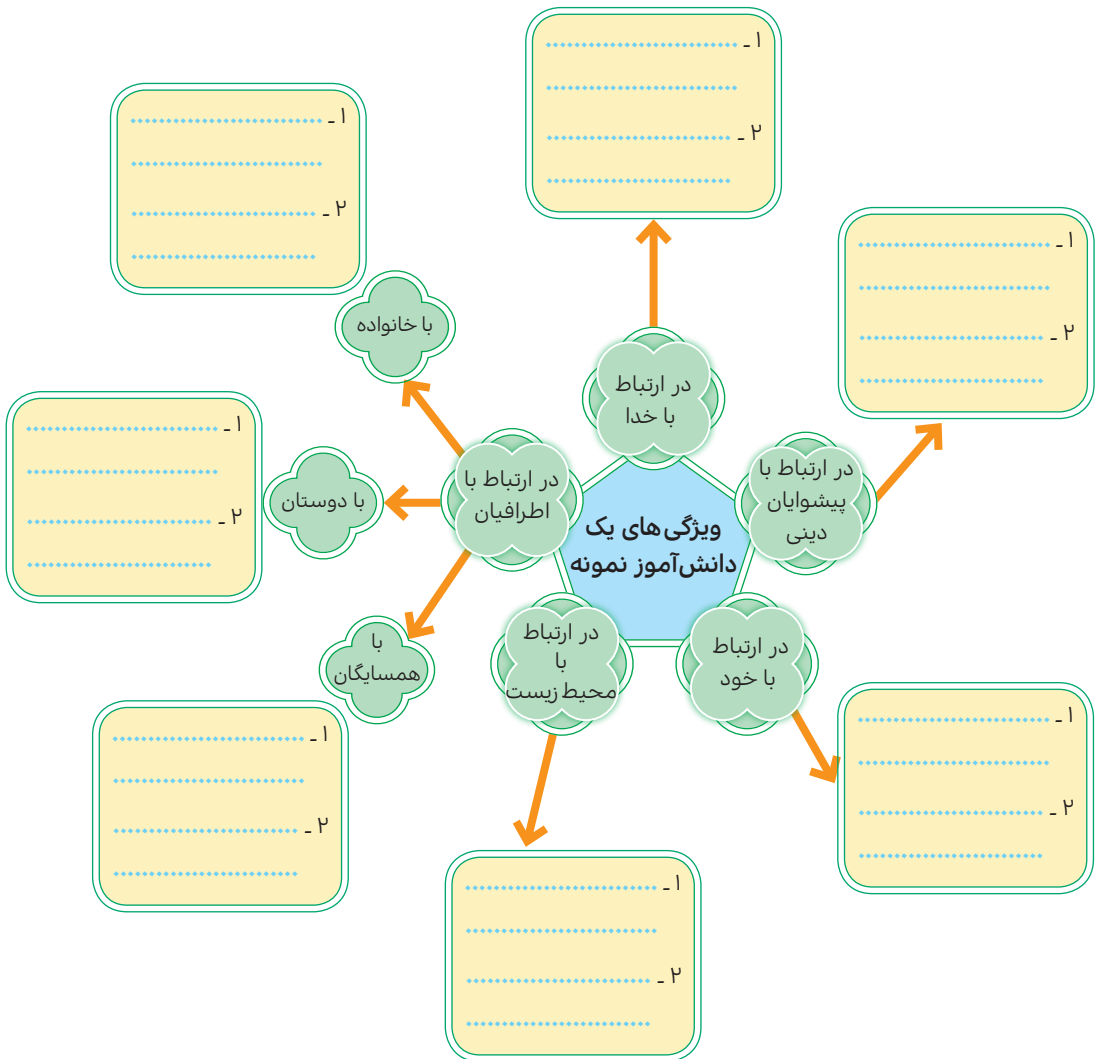 ۱ ـ ........................................
........................................
۲ ـ ........................................
........................................
۱ ـ ........................................
........................................
۲ ـ ........................................
........................................
۱ ـ ........................................
........................................
۲ ـ ........................................
........................................
با خانواده
در ارتباط
با خدا
در ارتباط با
پیشوایان
دینی
در ارتباط با
اطرافیان
با دوستان
ویژگی‌های یک
دانش‌آموز نمونه
۱ ـ ........................................
........................................
۲ ـ ........................................
........................................
با
همسایگان
در ارتباط
با
محیط زیست
در ارتباط
با خود
۱ ـ ........................................
........................................
۲ ـ ........................................
........................................
۱ ـ ........................................
........................................
۲ ـ ........................................
........................................
۱ ـ ........................................
........................................
۲ ـ ........................................
........................................